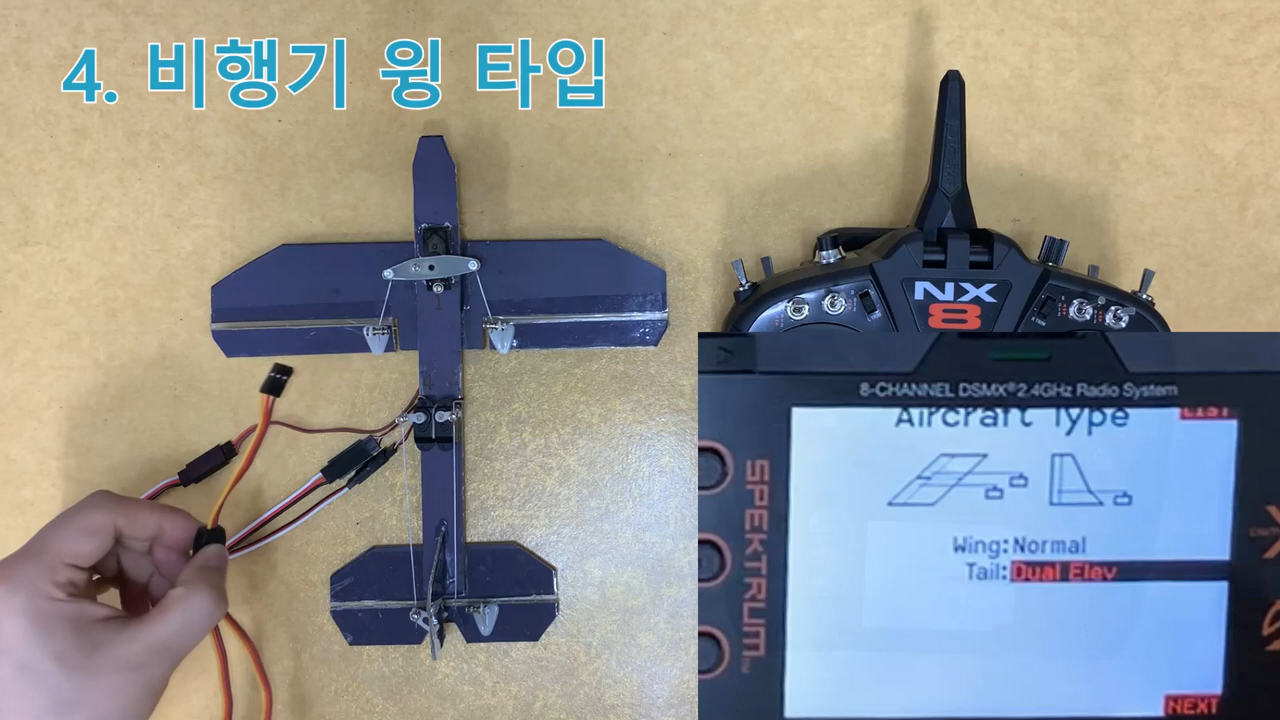 4. 비행기 윙 타입
NX
8
8-CHANNEL DSMX® 2.4GHz Radio System
Aircraft Type
LIST
SPEKTRUM
Wing: Normal
Tail: Dual Elev
NEXT